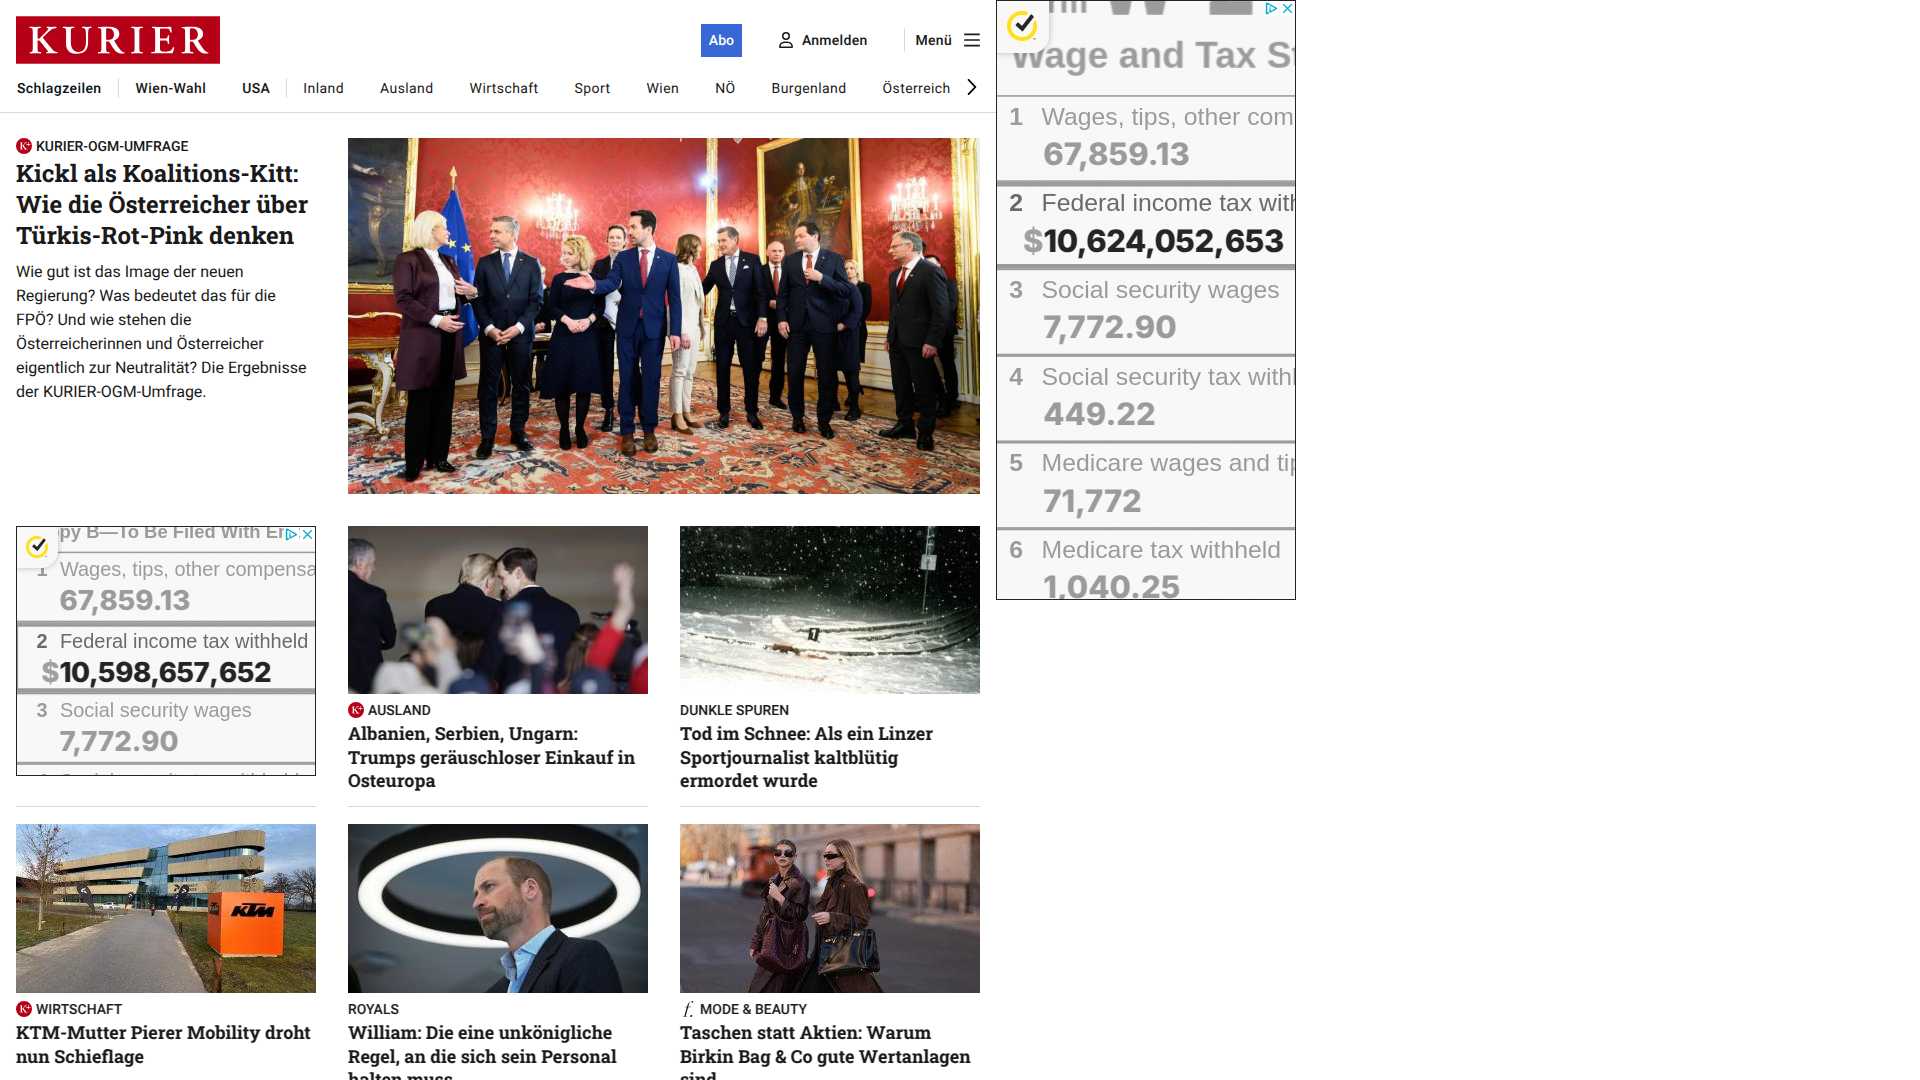 KURIER
Abo
Anmelden
Menü
Schlagzeilen
Wien-Wahl
USA
Inland
Ausland
Wirtschaft
Sport
Wien
NÖ
Burgenland
Österreich
KURIER-OGM-UMFRAGE
Kickl als Koalitions-Kitt:
Wie die Österreicher über
Türkis-Rot-Pink denken
Wie gut ist das Image der neuen
Regierung? Was bedeutet das für die
FPÖ? Und wie stehen die
Österreicherinnen und Österreicher
eigentlich zur Neutralität? Die Ergebnisse
der KURIER-OGM-Umfrage.
Wage and Tax St
1 Wages, tips, other com
67,859.13
2 Federal income tax with
$10,624,052,653
3 Social security wages
7,772.90
4 Social security tax withh
449.22
5 Medicare wages and tip
71,772
6 Medicare tax withheld
1,040.25
py B—To Be Filed With Er
1 Wages, tips, other compensa
67,859.13
2 Federal income tax withheld
$10,598,657,652
3 Social security wages
7,772.90
AUSLAND
Albanien, Serbien, Ungarn:
Trumps geräuschloser Einkauf in
Osteuropa
DUNKLE SPUREN
Tod im Schnee: Als ein Linzer
Sportjournalist kaltblütig
ermordet wurde
KTM
WIRTSCHAFT
KTM-Mutter Pierer Mobility droht
nun Schieflage
ROYALS
William: Die eine unkönigliche
Regel, an die sich sein Personal
halten muss
MODE & BEAUTY
Taschen statt Aktien: Warum
Birkin Bag & Co gute Wertanlagen
sind